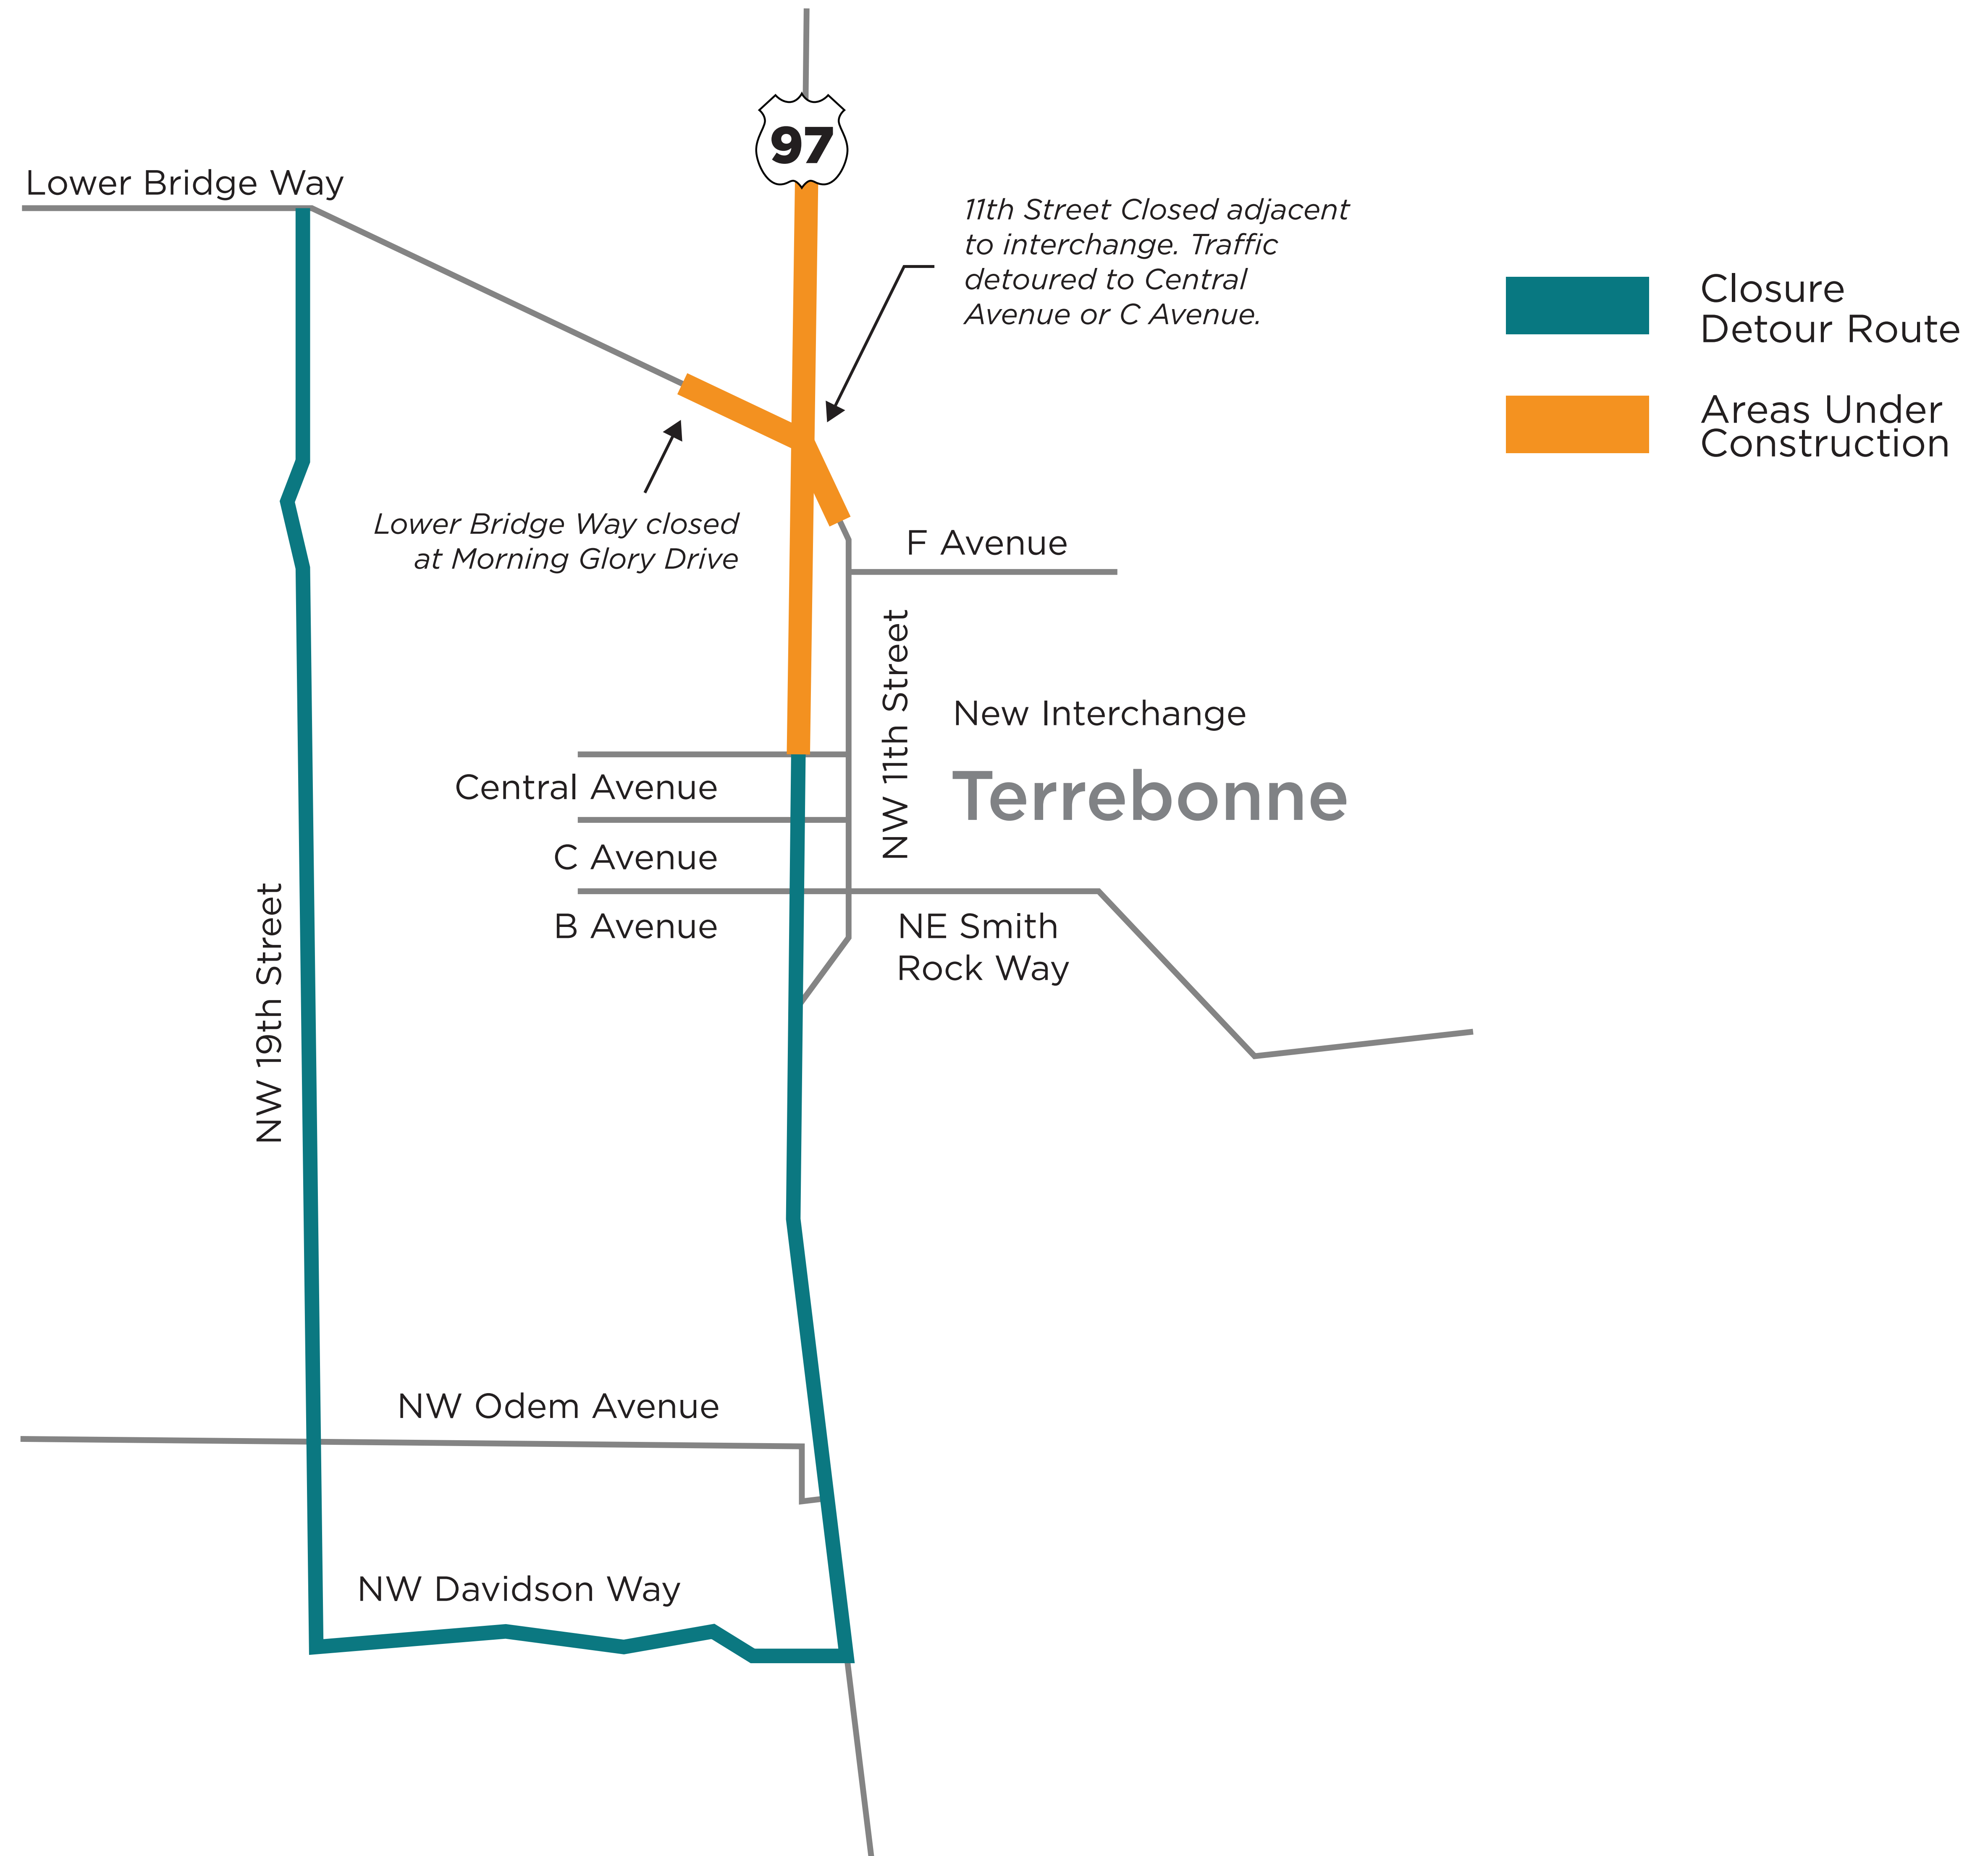 97
Lower Bridge Way
11th Street Closed adjacent
to interchange. Traffic
detoured to Central
Avenue or C Avenue.
Closure
Detour Route
Areas Under
Construction
Lower Bridge Way closed
at Morning Glory Drive
F Avenue
NW 11th Street
New Interchange
Terrebonne
Central Avenue
C Avenue
B Avenue
NE Smith
Rock Way
NW 19th Street
NW Odem Avenue
NW Davidson Way